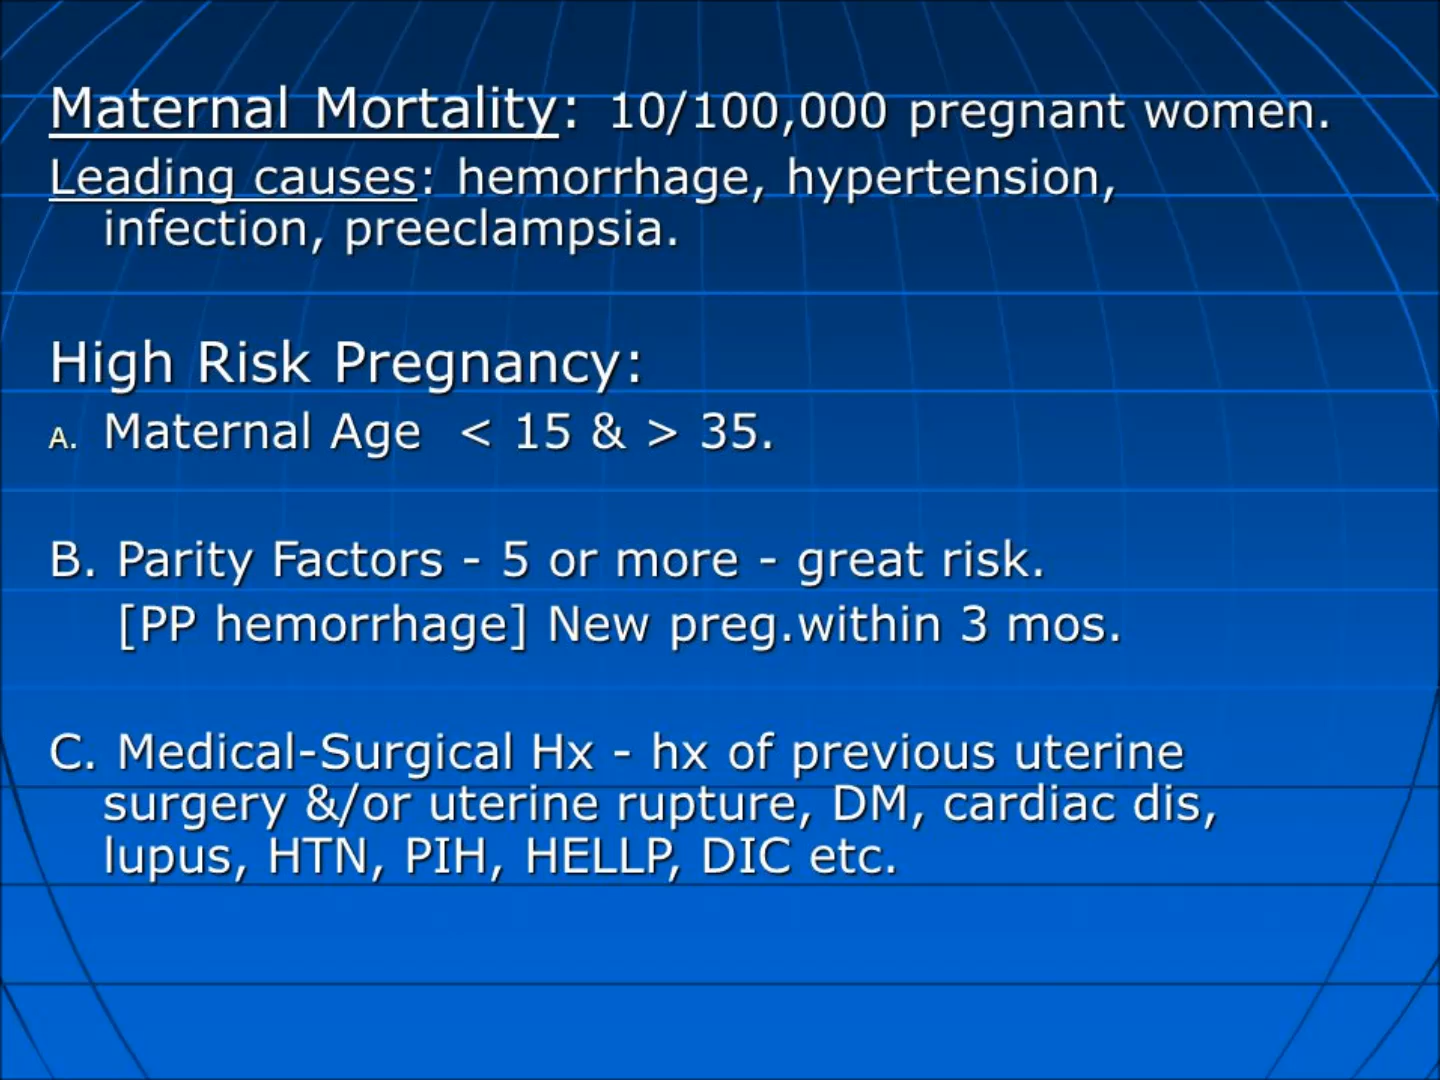 Maternal Mortality: 10/100,000 pregnant women.
Leading causes: hemorrhage, hypertension,
infection, preeclampsia.
High Risk Pregnancy:
A. Maternal Age < 15 & > 35.
B. Parity Factors - 5 or more - great risk.
[PP hemorrhage] New preg.within 3 mos.
C. Medical-Surgical Hx - hx of previous uterine
surgery &/or uterine rupture, DM, cardiac dis,
lupus, HTN, PIH, HELLP, DIC etc.